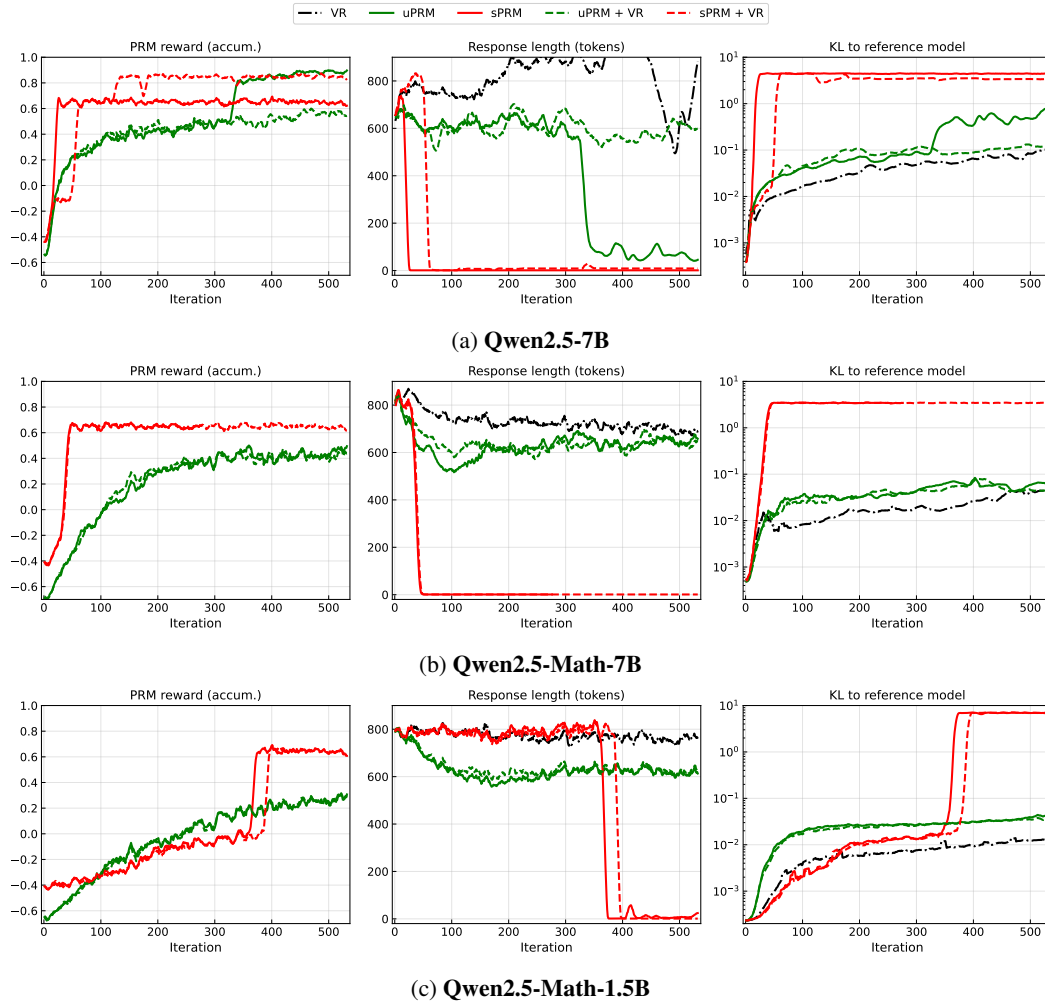 VR uPRM sPRM uPRM + VR sPRM + VR
PRM reward (accum.) Response length (tokens) KL to reference model
1.0
0.8
0.6
0.4
0.2
0.0
−0.2
−0.4
−0.6
0 100 200 300 400 500
Iteration
800
600
400
200
0
0 100 200 300 400 500
Iteration
10^1
10^0
10^−1
10^−2
10^−3
0 100 200 300 400 500
Iteration
(a) Qwen2.5-7B
PRM reward (accum.) Response length (tokens) KL to reference model
1.0
0.8
0.6
0.4
0.2
0.0
−0.2
−0.4
−0.6
0 100 200 300 400 500
Iteration
800
600
400
200
0
0 100 200 300 400 500
Iteration
10^1
10^0
10^−1
10^−2
10^−3
0 100 200 300 400 500
Iteration
(b) Qwen2.5-Math-7B
PRM reward (accum.) Response length (tokens) KL to reference model
1.0
0.8
0.6
0.4
0.2
0.0
−0.2
−0.4
−0.6
0 100 200 300 400 500
Iteration
800
600
400
200
0
0 100 200 300 400 500
Iteration
10^1
10^0
10^−1
10^−2
10^−3
0 100 200 300 400 500
Iteration
(c) Qwen2.5-Math-1.5B